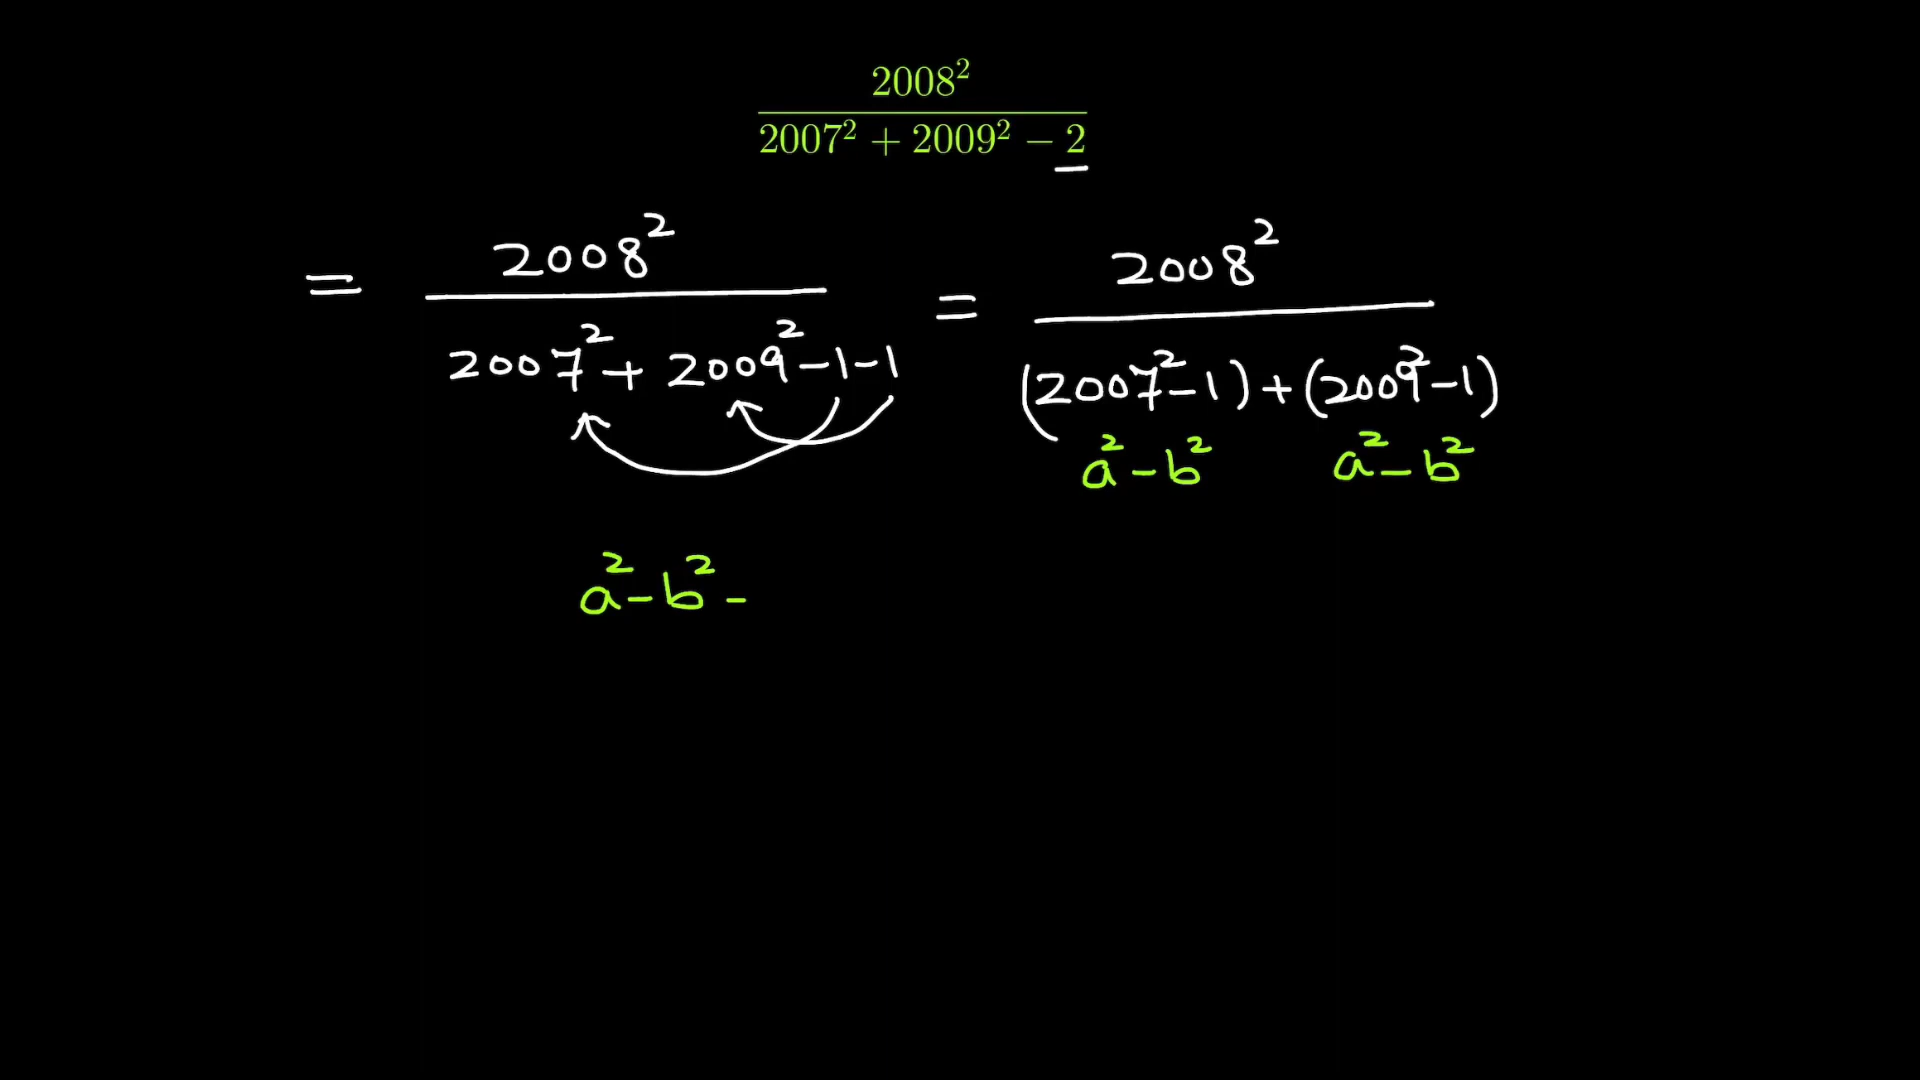 2008²
2007² + 2009² − 2
= 2008² = 2008²
2007² + 2009² − 1 − 1 (2007² − 1) + (2009² − 1)
a² − b² a² − b²
a² − b² −